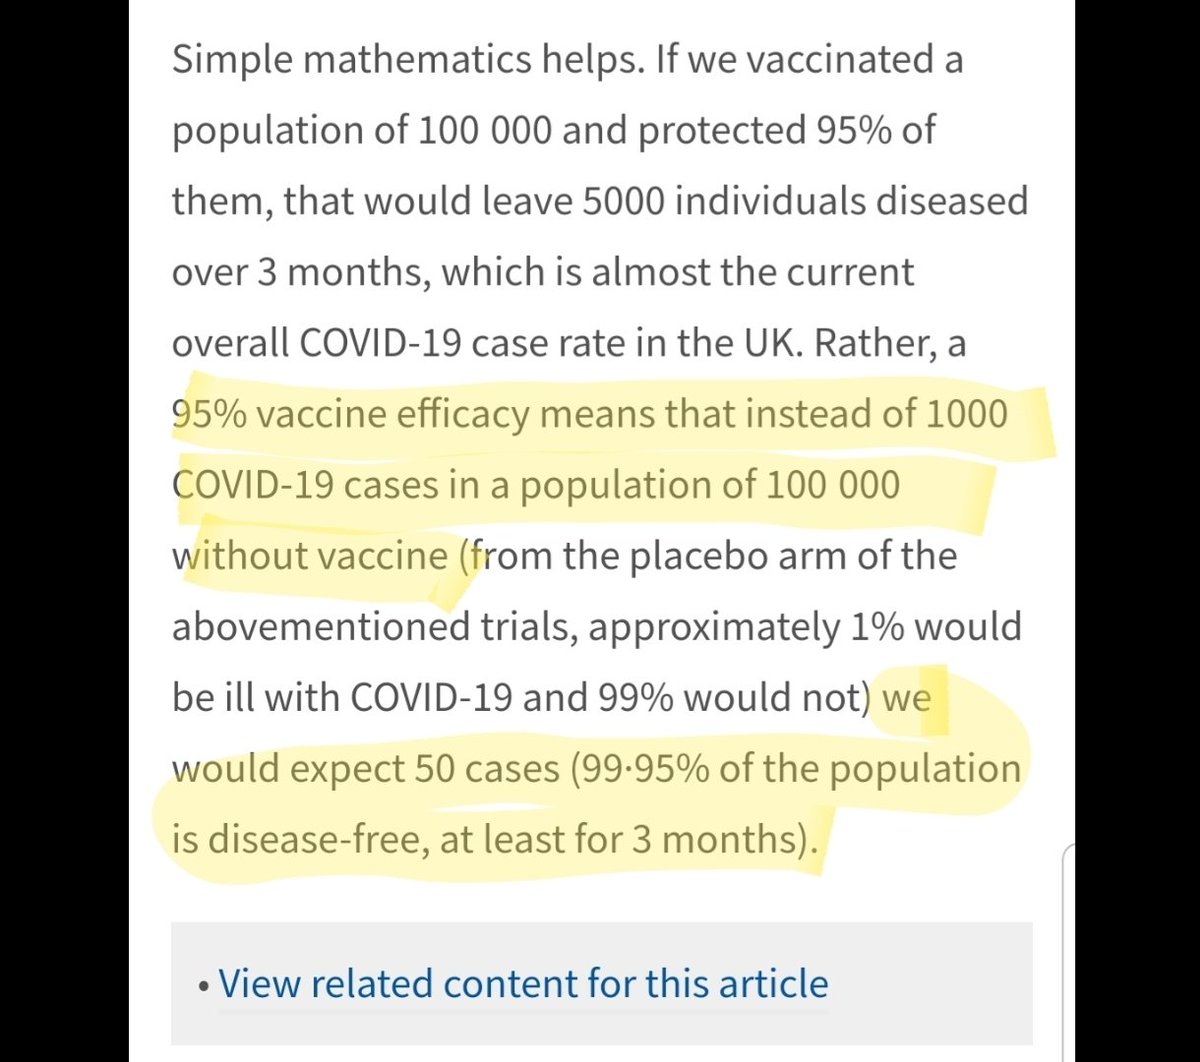 Simple mathematics helps. If we vaccinated a
population of 100 000 and protected 95% of
them, that would leave 5000 individuals diseased
over 3 months, which is almost the current
overall COVID-19 case rate in the UK. Rather, a
95% vaccine efficacy means that instead of 1000
COVID-19 cases in a population of 100 000
without vaccine (from the placebo arm of the
abovementioned trials, approximately 1% would
be ill with COVID-19 and 99% would not) we
would expect 50 cases (99·95% of the population
is disease-free, at least for 3 months).
• View related content for this article